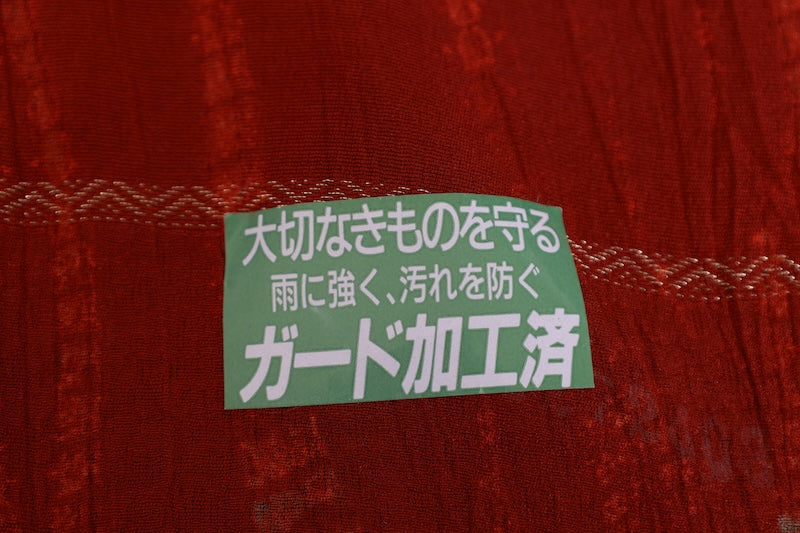 大切なきものを守る
雨に強く、汚れを防ぐ
ガード加工済